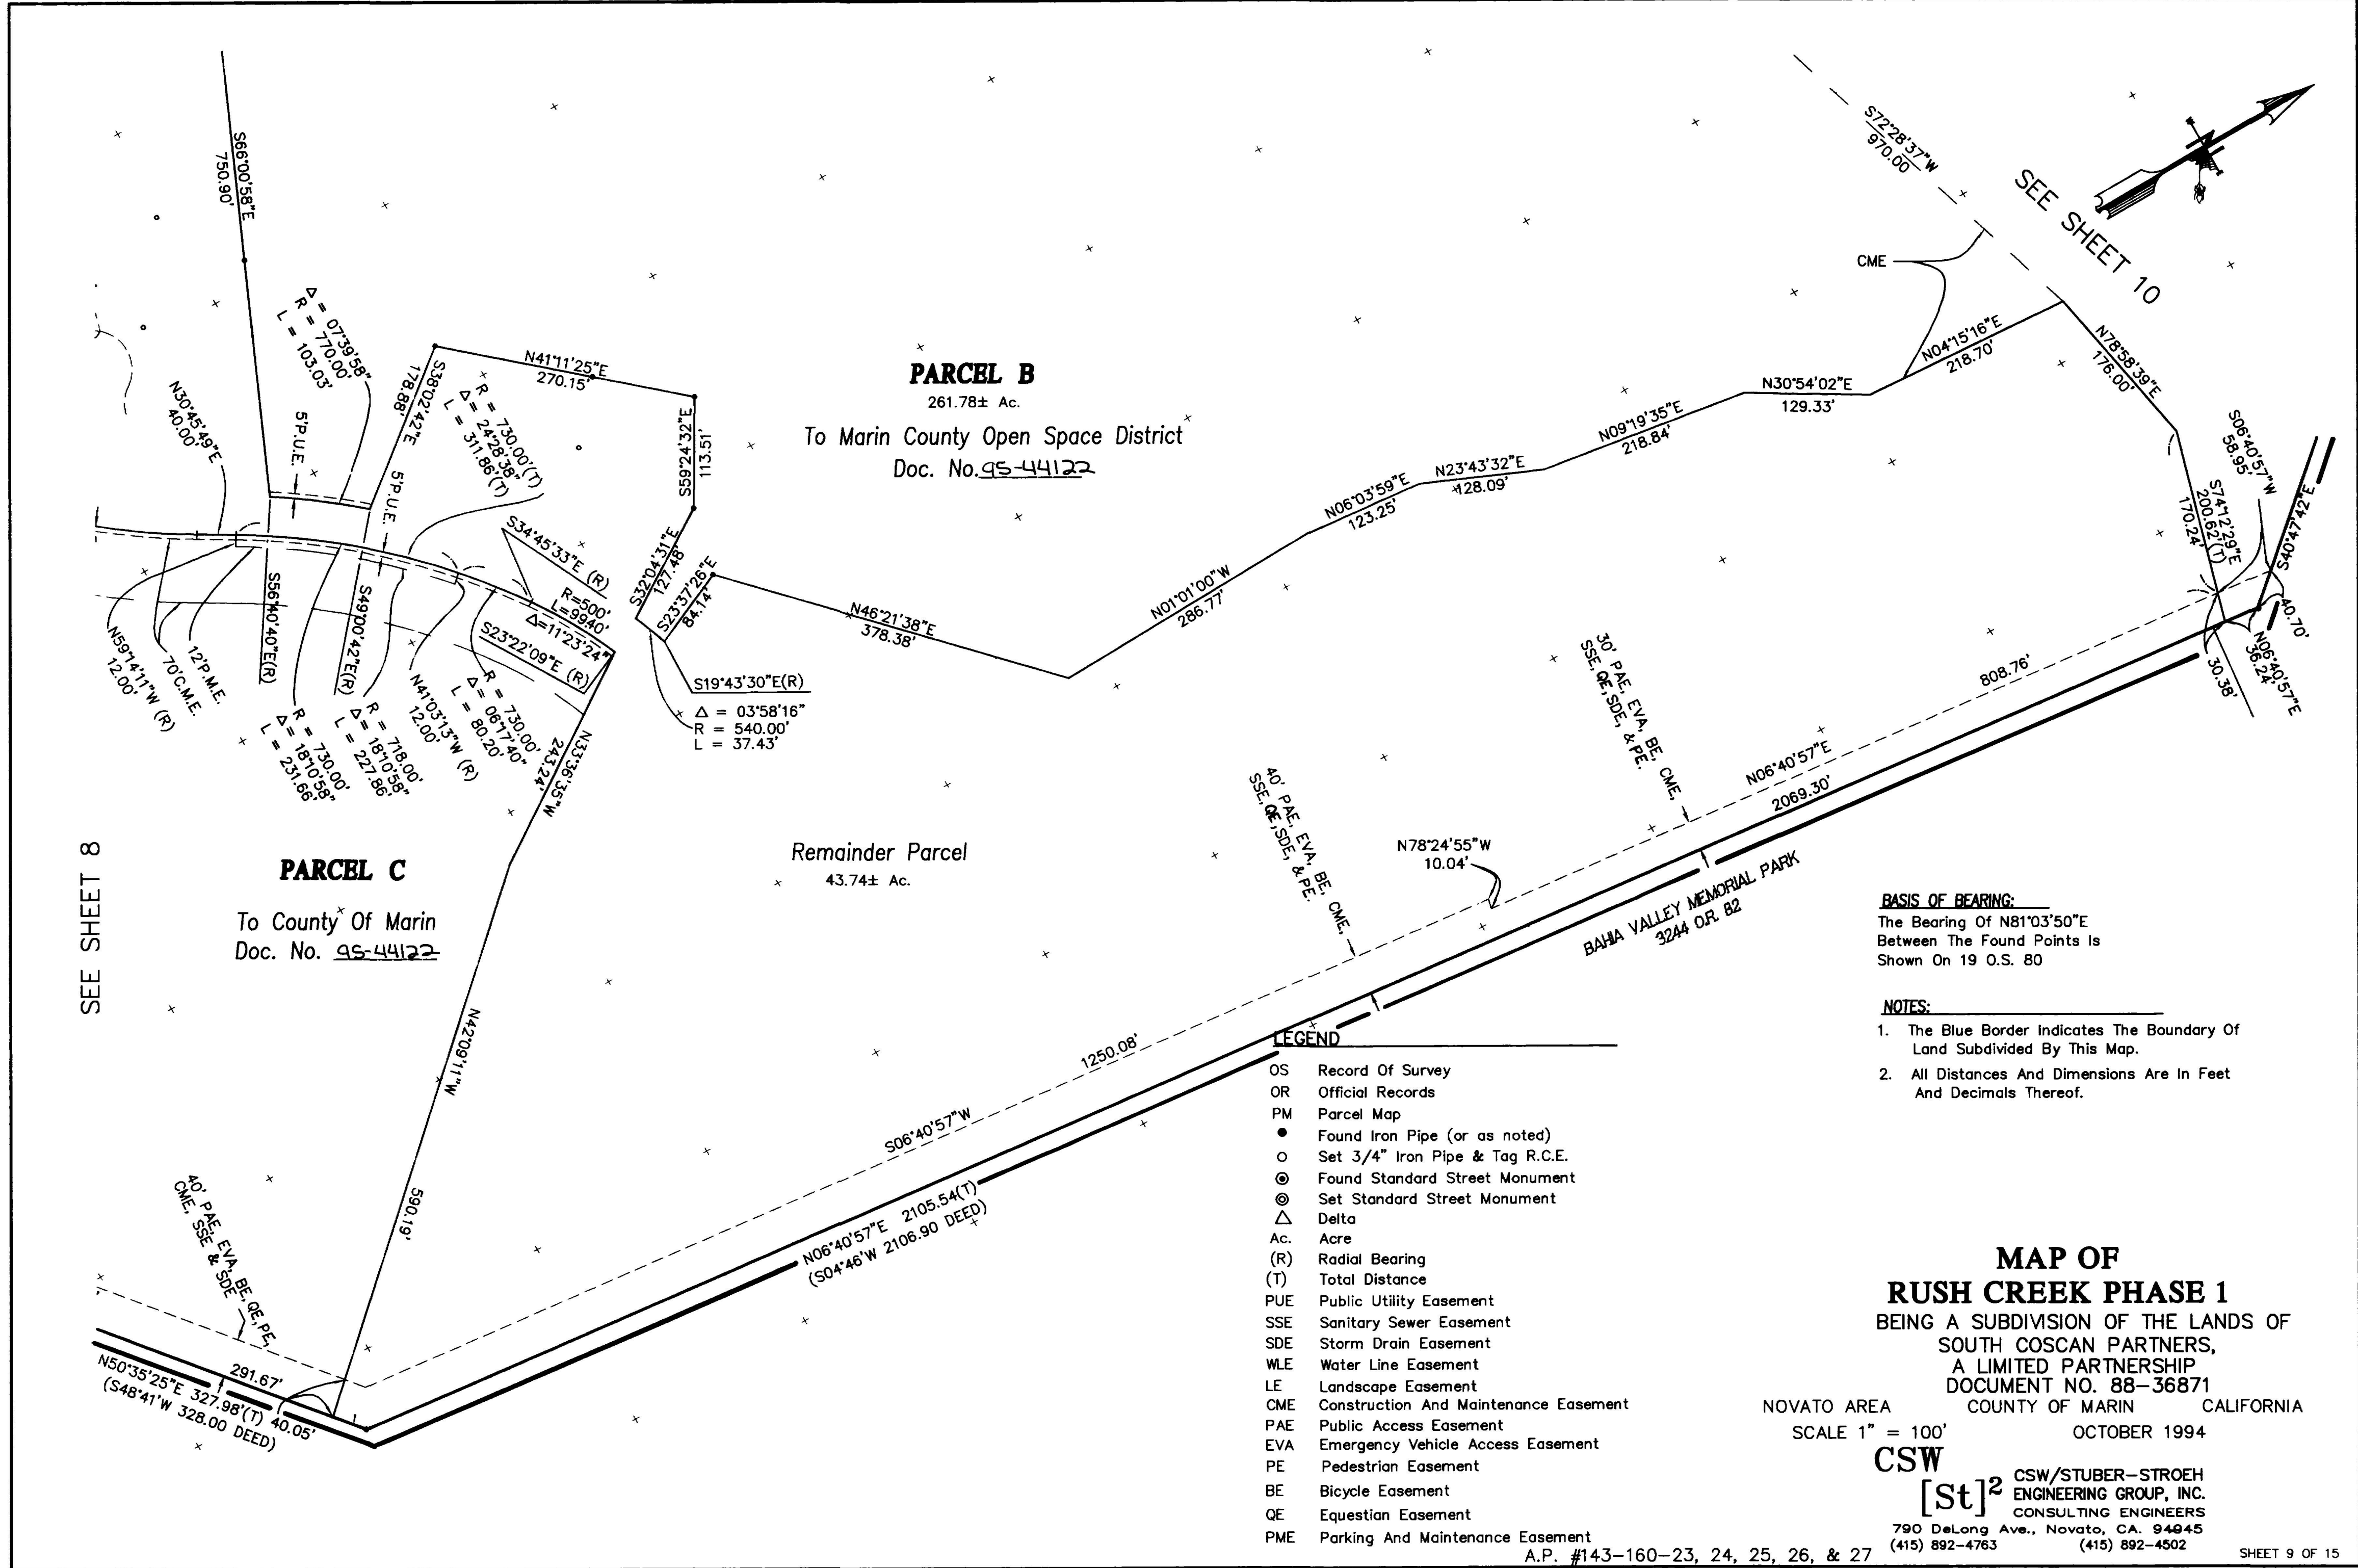 S66°00'58"E
750.90'
Δ = 07°39'58"
R = 770.00'
L = 103.03'
N30°45'49"E
40.00'
5'P.U.E.
S38°02'42"E
178.88'
N41°11'25"E
270.15'
R = 730.00'(T)
Δ = 24°28'38"
L = 311.86'(T)
5'P.U.E.
S59°24'32"E
113.51'
S34°45'33"E (R)
R=500'
L=99.40'
Δ=11°23'24"
S23°22'09"E (R)
S32°04'31"E
127.48'
S23°37'26"E
84.14'
S19°43'30"E(R)
Δ = 03°58'16"
R = 540.00'
L = 37.43'
N59°14'11"W (R)
12.00'
70'C.M.E.
12'P.M.E.
S56°40'40"E(R)
R = 730.00'
Δ = 18°10'58"
L = 231.66'
S49°00'42"E(R)
R = 718.00'
Δ = 18°10'58"
L = 227.86'
N41°03'13"W (R)
12.00'
R = 730.00'
Δ = 06°17'40"
L = 80.20'
N33°36'35"W
243.24'
PARCEL B
261.78± Ac.
To Marin County Open Space District
Doc. No. 95-44122
N46°21'38"E
378.38'
N01°01'00"W
286.77'
N06°03'59"E
123.25'
N23°43'32"E
128.09'
N09°19'35"E
218.84'
N30°54'02"E
129.33'
N04°15'16"E
218.70'
CME
S72°28'37"W
970.00
SEE SHEET 10
N78°58'39"E
176.00'
S06°40'57"W
58.95'
S74°12'29"E
200.62'(T)
170.24'
S40°47'42"E
40.70'
N06°40'57"E
36.24'
30.38'
808.76'
N06°40'57"E
2069.30'
30' PAE, EVA, BE, CME,
SSE, QE, SDE, & PE.
40' PAE, EVA, BE, CME,
SSE, QE, SDE, & PE.
N78°24'55"W
10.04'
BAHIA VALLEY MEMORIAL PARK
3244 O.R. 82
SEE SHEET 8
PARCEL C
To County Of Marin
Doc. No. 95-44122
Remainder Parcel
43.74± Ac.
N42°09'11"W
590.19'
1250.08'
S06°40'57"W
N06°40'57"E 2105.54(T)
(S04°46'W 2106.90 DEED)
40' PAE, EVA, BE, QE, PE,
CME, SSE & SDE
291.67'
N50°35'25"E 327.98'(T) 40.05'
(S48°41'W 328.00 DEED)
LEGEND
OS Record Of Survey
OR Official Records
PM Parcel Map
Found Iron Pipe (or as noted)
Set 3/4" Iron Pipe & Tag R.C.E.
Found Standard Street Monument
Set Standard Street Monument
△ Delta
Ac. Acre
(R) Radial Bearing
(T) Total Distance
PUE Public Utility Easement
SSE Sanitary Sewer Easement
SDE Storm Drain Easement
WLE Water Line Easement
LE Landscape Easement
CME Construction And Maintenance Easement
PAE Public Access Easement
EVA Emergency Vehicle Access Easement
PE Pedestrian Easement
BE Bicycle Easement
QE Equestian Easement
PME Parking And Maintenance Easement
BASIS OF BEARING:
The Bearing Of N81°03'50"E
Between The Found Points Is
Shown On 19 O.S. 80
NOTES:
1. The Blue Border Indicates The Boundary Of
Land Subdivided By This Map.
2. All Distances And Dimensions Are In Feet
And Decimals Thereof.
MAP OF
RUSH CREEK PHASE 1
BEING A SUBDIVISION OF THE LANDS OF
SOUTH COSCAN PARTNERS,
A LIMITED PARTNERSHIP
DOCUMENT NO. 88-36871
NOVATO AREA COUNTY OF MARIN CALIFORNIA
SCALE 1" = 100' OCTOBER 1994
CSW
[St]2
CSW/STUBER-STROEH
ENGINEERING GROUP, INC.
CONSULTING ENGINEERS
790 DeLong Ave., Novato, CA. 94945
(415) 892-4763 (415) 892-4502
A.P. #143-160-23, 24, 25, 26, & 27
SHEET 9 OF 15